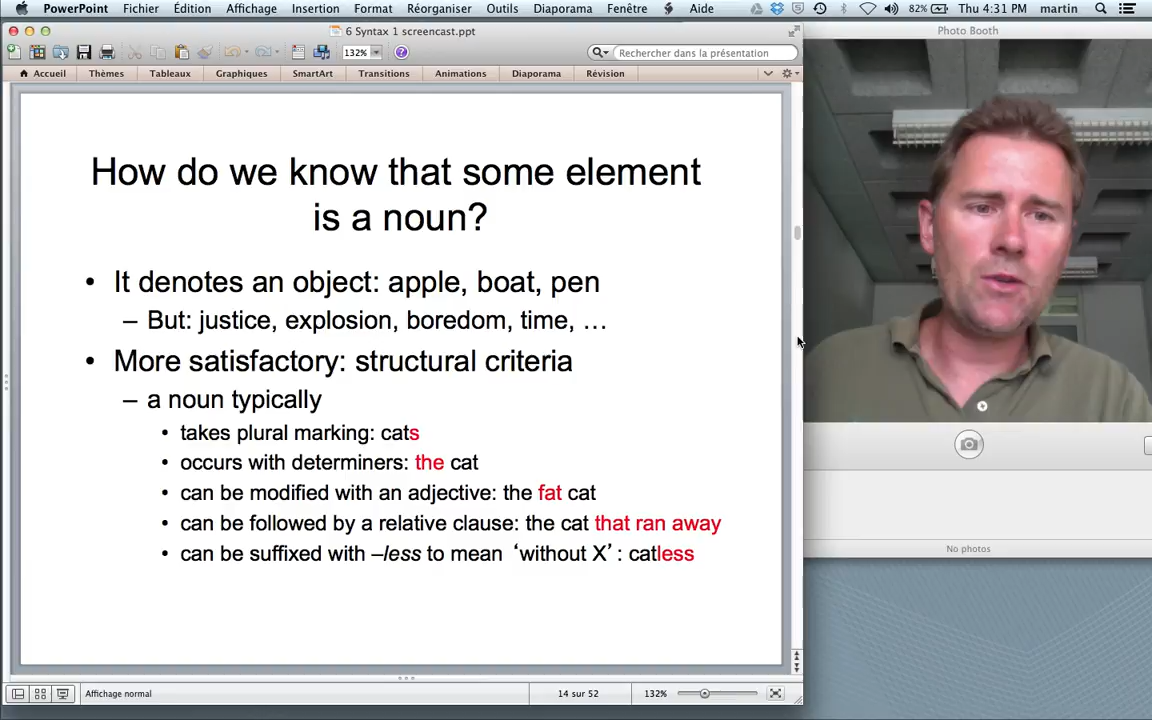 PowerPoint Fichier Édition Affichage Insertion Format Réorganiser Outils Diaporama Fenêtre Aide 82% Thu 4:31 PM martin
6 Syntax 1 screencast.ppt
Photo Booth
132% Rechercher dans la présentation
Accueil Thèmes Tableaux Graphiques SmartArt Transitions Animations Diaporama Révision
How do we know that some element
is a noun?
• It denotes an object: apple, boat, pen
– But: justice, explosion, boredom, time, …
• More satisfactory: structural criteria
– a noun typically
• takes plural marking: cats
• occurs with determiners: the cat
• can be modified with an adjective: the fat cat
• can be followed by a relative clause: the cat that ran away
• can be suffixed with –less to mean ‘without X’: catless
No photos
Affichage normal 14 sur 52 132%